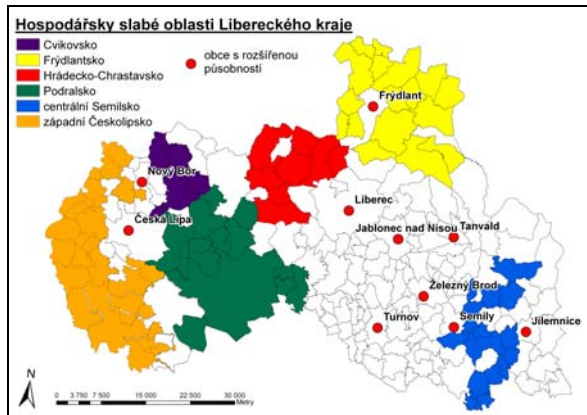 Hospodářsky slabé oblasti Libereckého kraje
Cvikovsko
Frýdlantsko
Hrádecko-Chrastavsko
Podralsko
centrální Semilsko
západní Českolipsko
obce s rozšířenou
působností
Frýdlant
Nový Bor
Liberec
Česká Lípa
Jablonec nad Nisou
Tanvald
Železný Brod
Turnov
Semily
Jilemnice
N
0 3 750 7 500 15 000 22 500 30 000
Metry